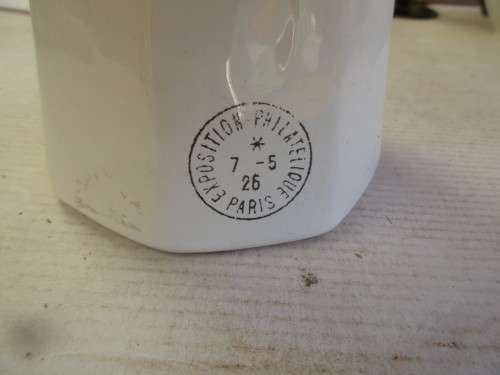 EXPOSITION·PHILATELIQUE
*
7 -5
26
PARIS